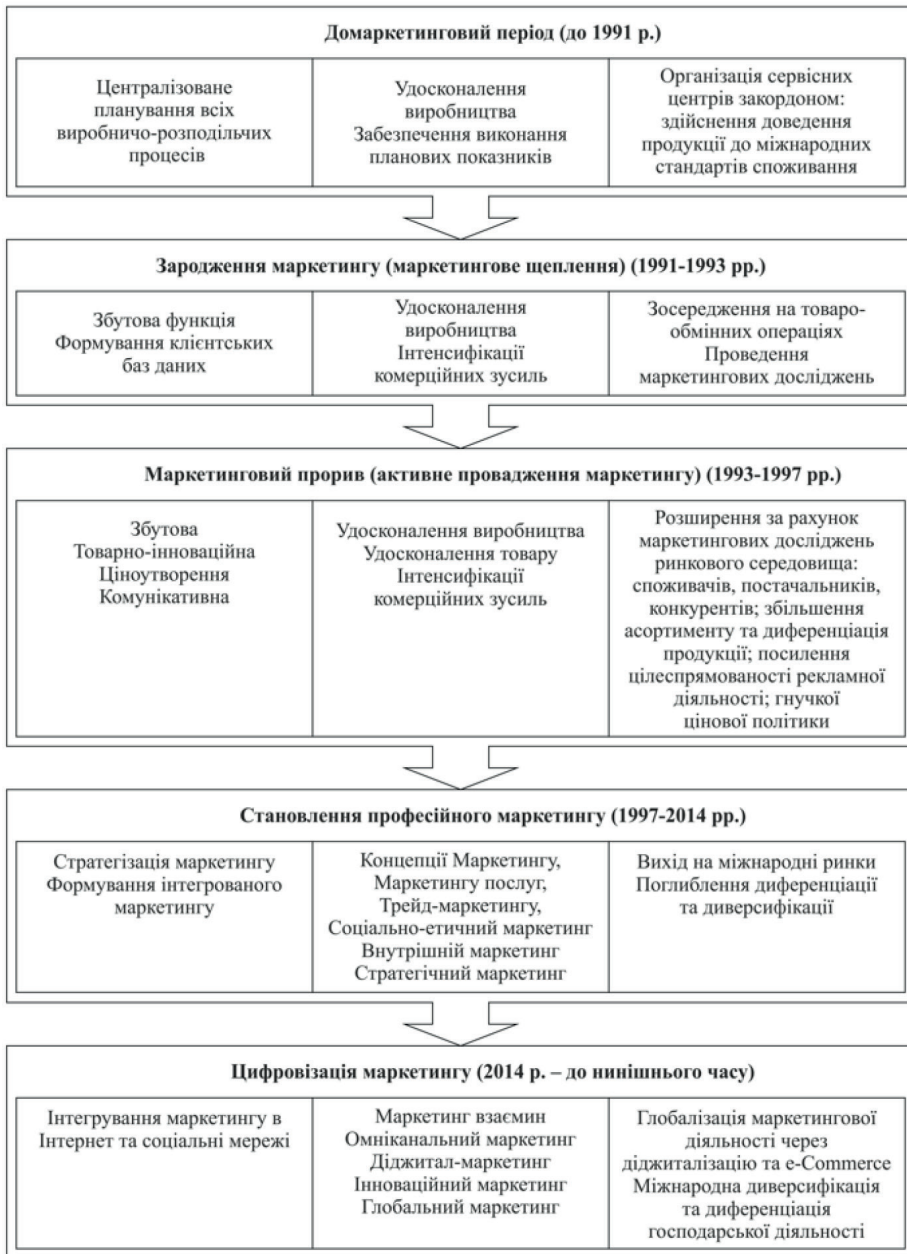 Домаркетинговий період (до 1991 р.)
Централізоване
планування всіх
виробничо-розподільчих
процесів
Удосконалення
виробництва
Забезпечення виконання
планових показників
Організація сервісних
центрів закордоном:
здійснення доведення
продукції до міжнародних
стандартів споживання
Зародження маркетингу (маркетингове щеплення) (1991-1993 рр.)
Збутова функція
Формування клієнтських
баз даних
Удосконалення
виробництва
Інтенсифікації
комерційних зусиль
Зосередження на товаро-
обмінних операціях
Проведення
маркетингових досліджень
Маркетинговий прорив (активне провадження маркетингу) (1993-1997 рр.)
Збутова
Товарно-інноваційна
Ціноутворення
Комунікативна
Удосконалення виробництва
Удосконалення товару
Інтенсифікації
комерційних зусиль
Розширення за рахунок
маркетингових досліджень
ринкового середовища:
споживачів, постачальників,
конкурентів; збільшення
асортименту та диференціація
продукції; посилення
цілеспрямованості рекламної
діяльності; гнучкої
цінової політики
Становлення професійного маркетингу (1997-2014 рр.)
Стратегізація маркетингу
Формування інтегрованого
маркетингу
Концепції Маркетингу,
Маркетингу послуг,
Трейд-маркетингу,
Соціально-етичний маркетинг
Внутрішній маркетинг
Стратегічний маркетинг
Вихід на міжнародні ринки
Поглиблення диференціації
та диверсифікації
Цифровізація маркетингу (2014 р. – до нинішнього часу)
Інтегрування маркетингу в
Інтернет та соціальні мережі
Маркетинг взаємин
Омніканальний маркетинг
Діджитал-маркетинг
Інноваційний маркетинг
Глобальний маркетинг
Глобалізація маркетингової
діяльності через
діджиталізацію та e-Commerce
Міжнародна диверсифікація
та диференціація
господарської діяльності